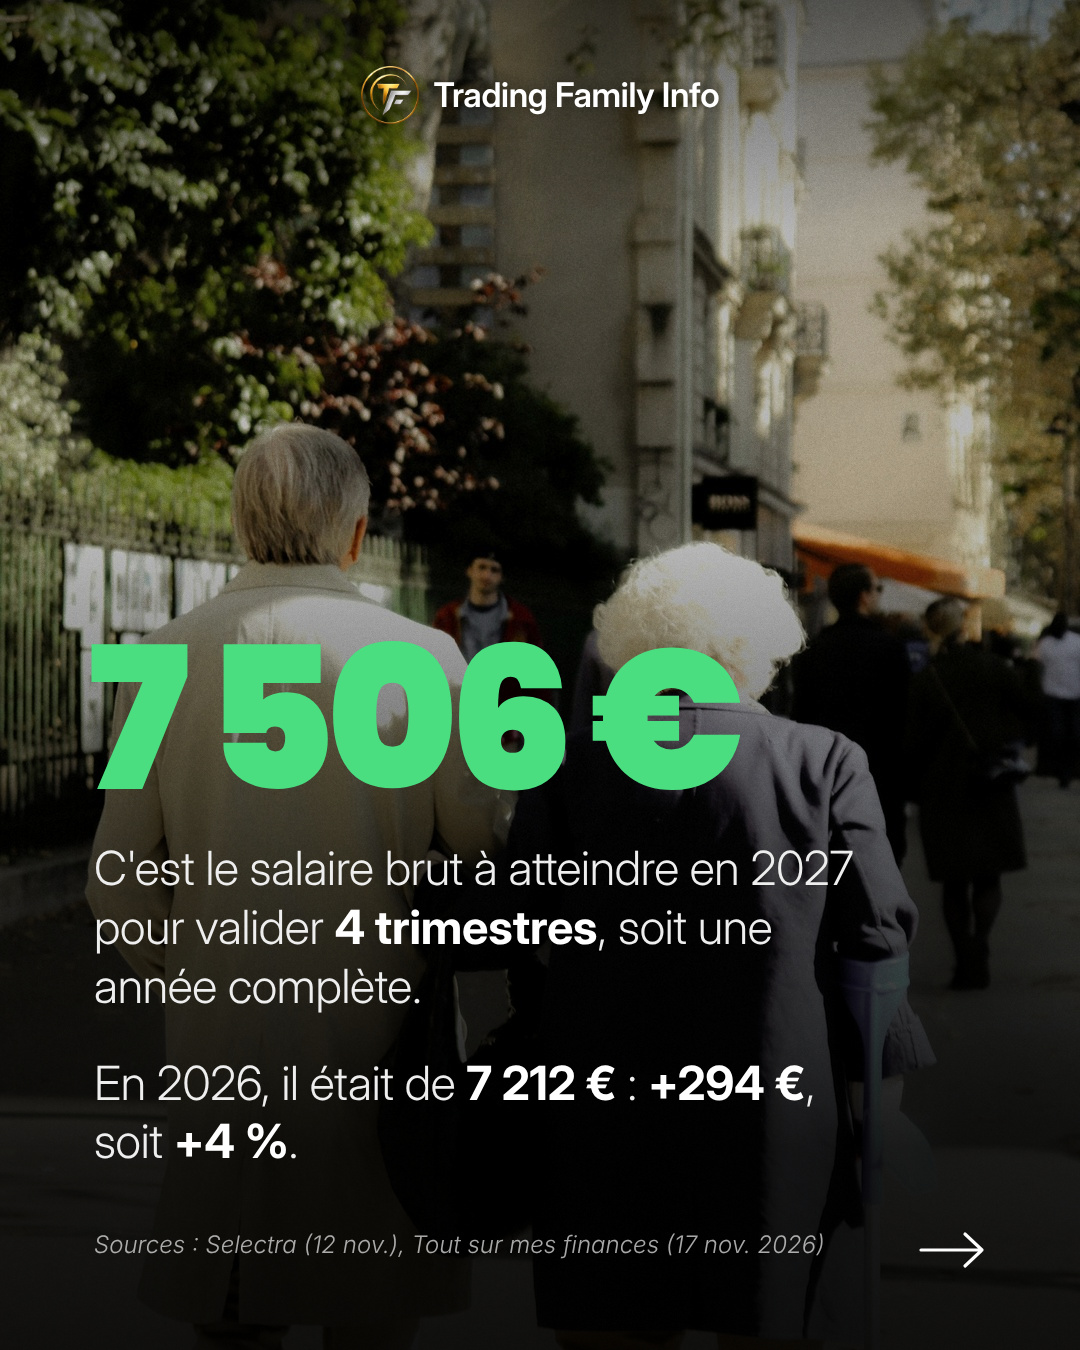 Trading Family Info
BOSS
7 506 €
C'est le salaire brut à atteindre en 2027
pour valider 4 trimestres, soit une
année complète.
En 2026, il était de 7 212 € : +294 €,
soit +4 %.
Sources : Selectra (12 nov.), Tout sur mes finances (17 nov. 2026)